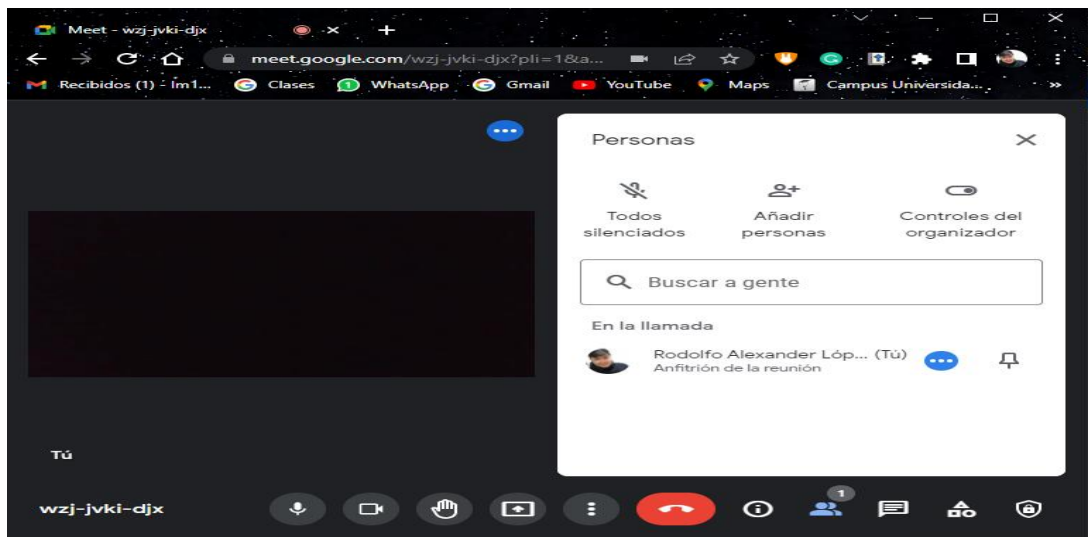 Meet - wzj-jvki-djx
meet.google.com/wzj-jvki-djx?pli=1&a...
Recibidos (1) - lm1... Clases WhatsApp Gmail YouTube Maps Campus Universida...
Personas
Todos silenciados
Añadir personas
Controles del organizador
Buscar a gente
En la llamada
Rodolfo Alexander Lóp... (Tú)
Anfitrión de la reunión
Tú
wzj-jvki-djx
1